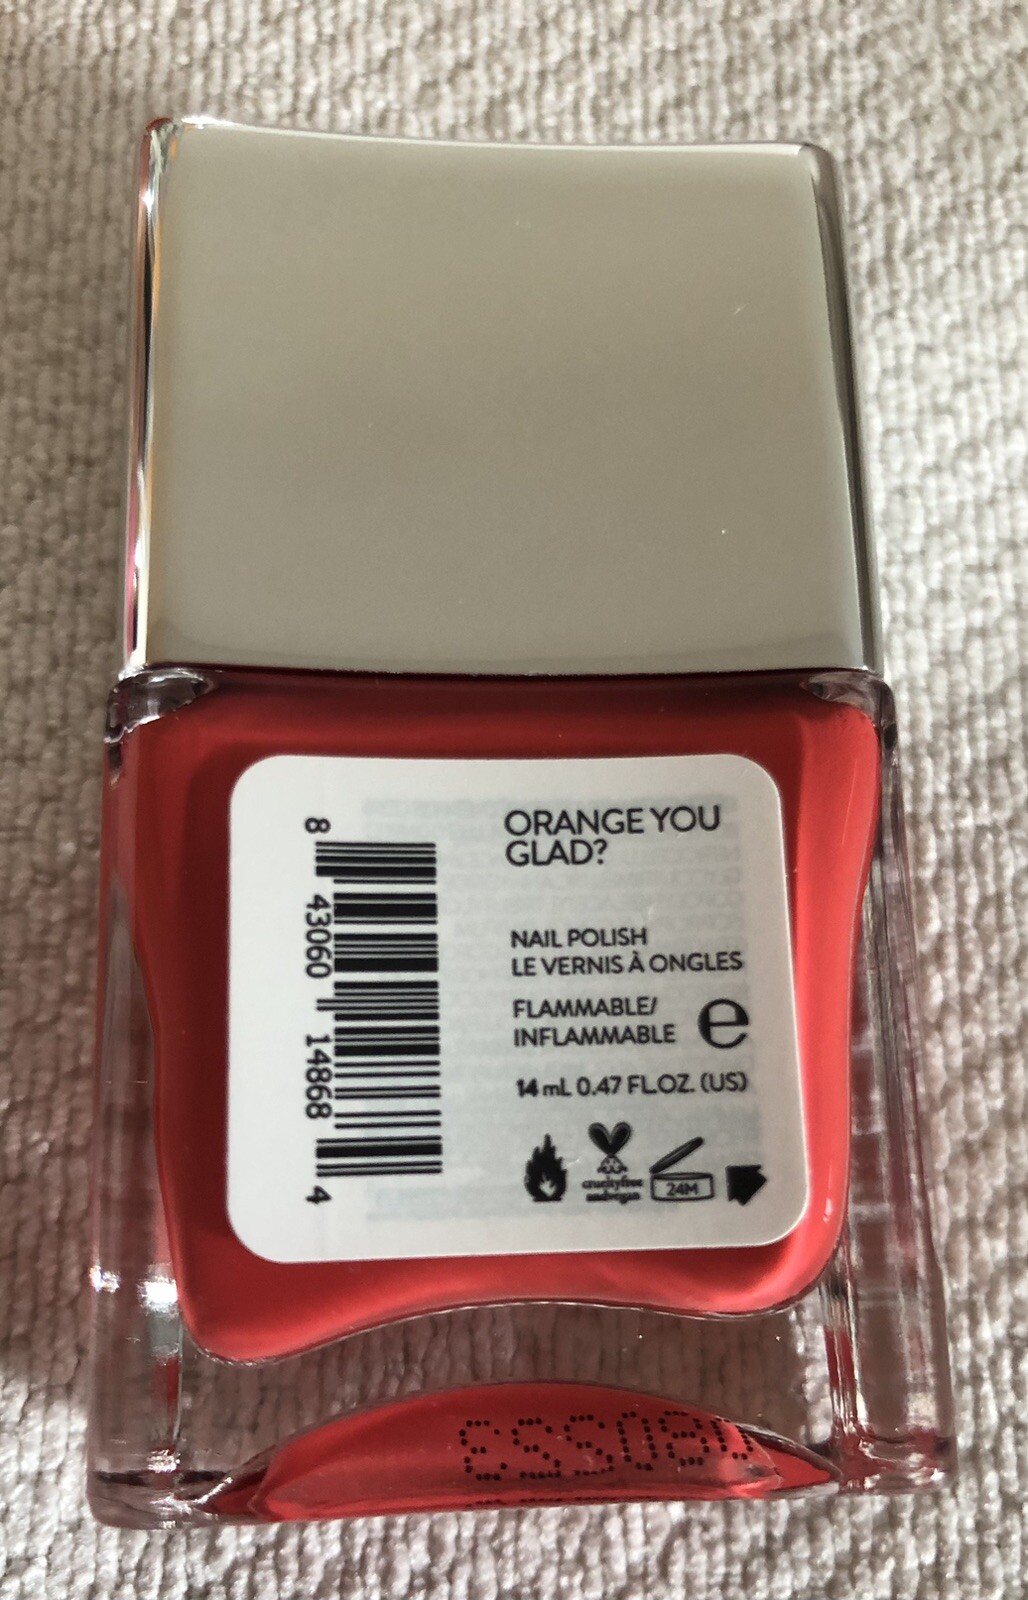 ORANGE YOU
GLAD?
NAIL POLISH
LE VERNIS À ONGLES
FLAMMABLE/
INFLAMMABLE
e
14 mL 0.47 FL.OZ. (US)
crueltyfree
andvegan
24M
8 43060 14868 4